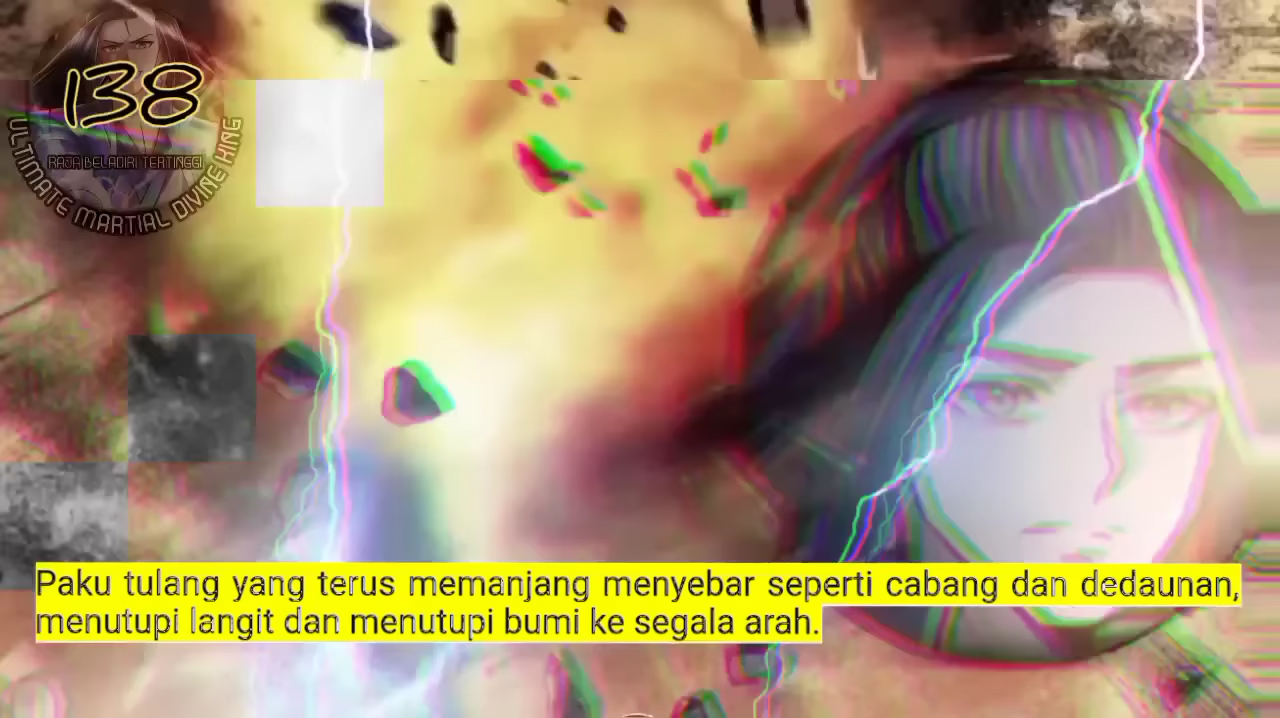 138
RAJA BELADIRI TERTINGGI
ULTIMATE MARTIAL DIVINE KING
Paku tulang yang terus memanjang menyebar seperti cabang dan dedaunan,
menutupi langit dan menutupi bumi ke segala arah.